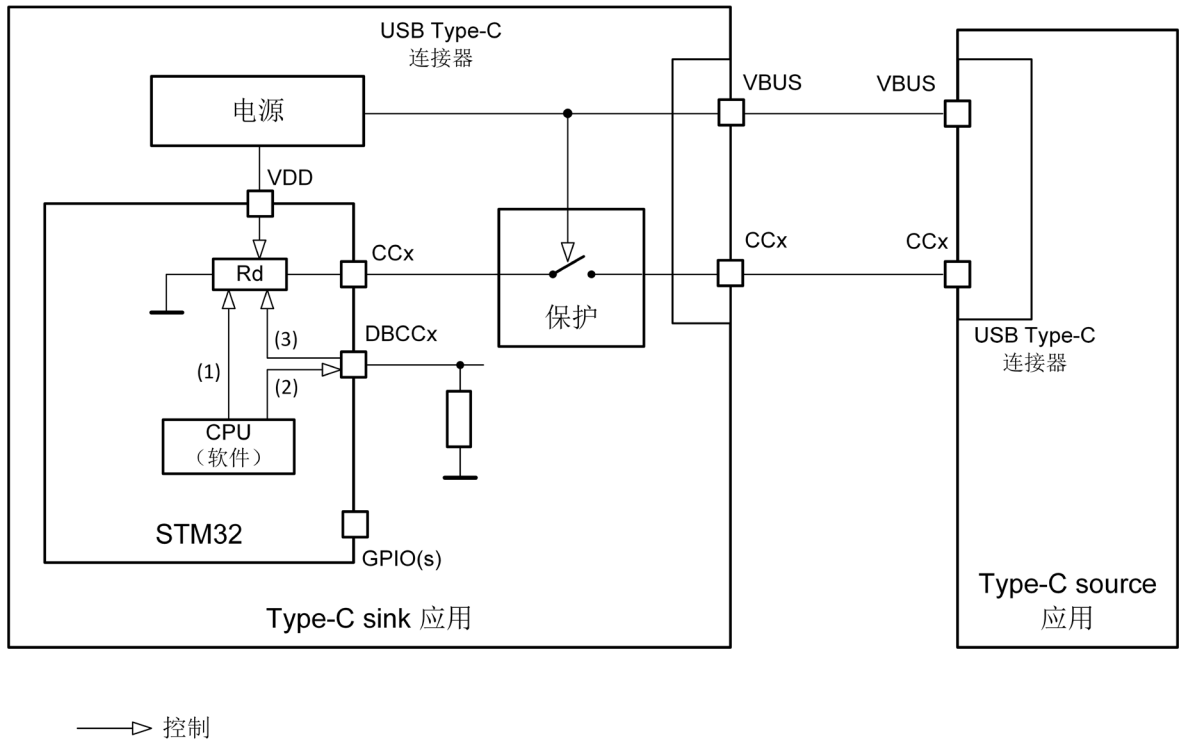 USB Type-C
连接器
电源
VBUS
VBUS
VDD
CCx
CCx
CCx
Rd
保护
(3)
DBCCx
USB Type-C
连接器
(1)
(2)
CPU
（软件）
STM32
GPIO(s)
Type-C sink 应用
Type-C source
应用
控制